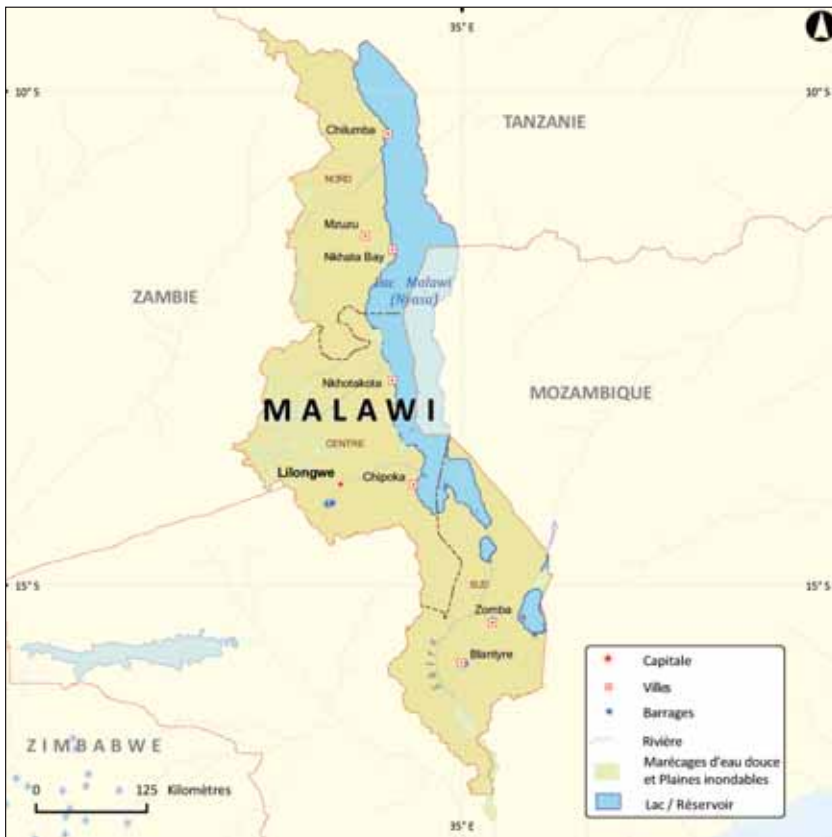 35° E
10° S
10° S
TANZANIE
Chilumba
NORD
Mzuzu
Nkhata Bay
Lac Malawi
(Nyasa)
ZAMBIE
MOZAMBIQUE
Nkhotakota
MALAWI
CENTRE
Lilongwe
Chipoka
15° S
15° S
SUD
Zomba
Blantyre
Shire
ZIMBABWE
0 125 Kilomètres
Capitale
Villes
Barrages
Rivière
Marécages d'eau douce
et Plaines inondables
Lac / Réservoir
35° E